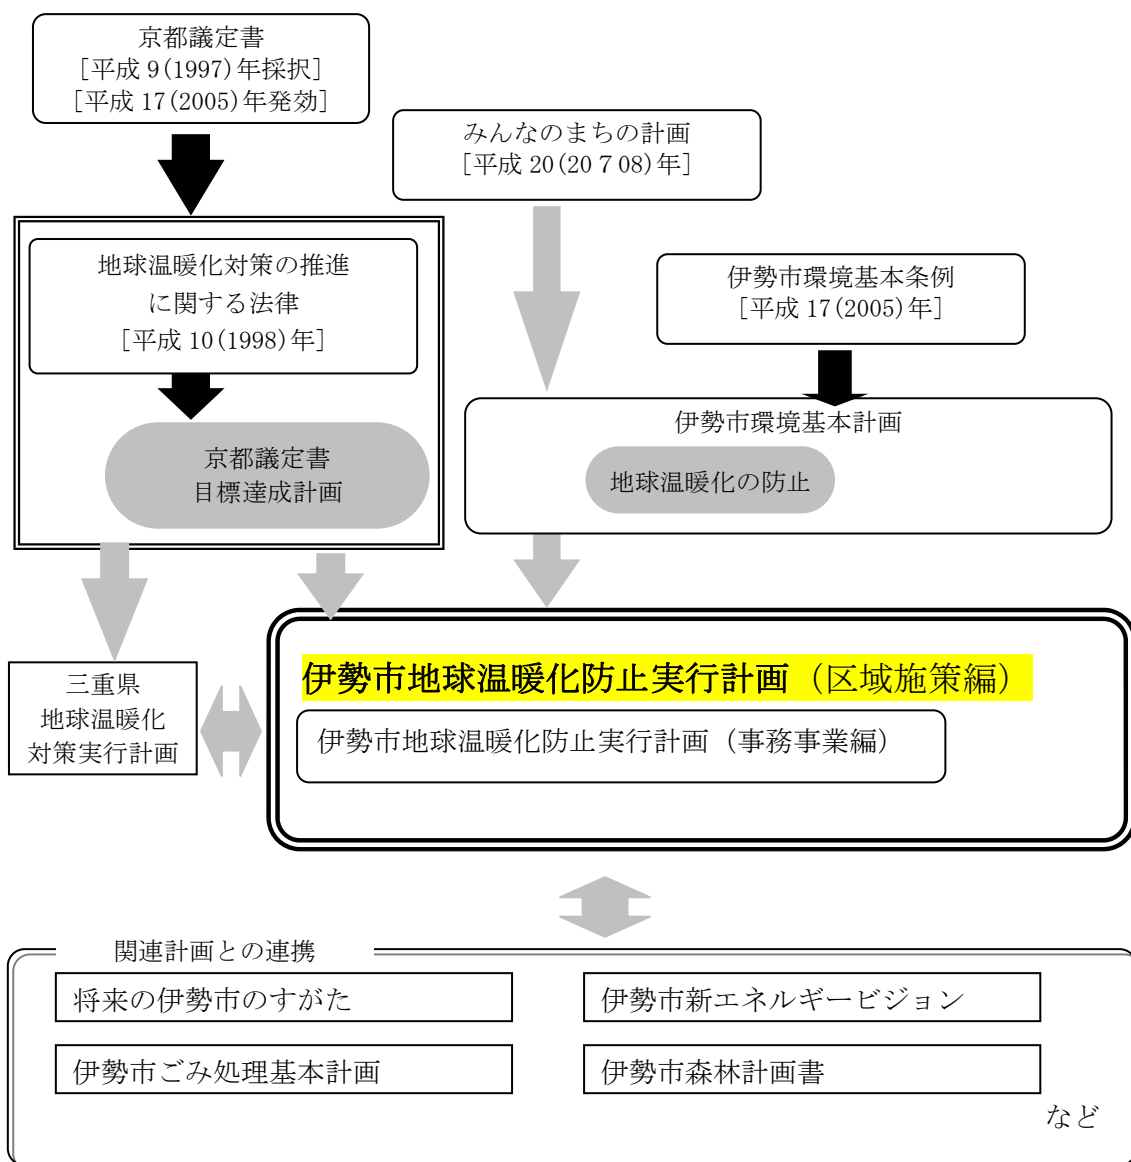 京都議定書
［平成 9(1997)年採択］
［平成 17(2005)年発効］
みんなのまちの計画
［平成 20(20７08)年］
地球温暖化対策の推進
に関する法律
［平成 10(1998)年］
伊勢市環境基本条例
［平成 17(2005)年］
京都議定書
目標達成計画
伊勢市環境基本計画
地球温暖化の防止
三重県
地球温暖化
対策実行計画
伊勢市地球温暖化防止実行計画（区域施策編）
伊勢市地球温暖化防止実行計画（事務事業編）
関連計画との連携
将来の伊勢市のすがた
伊勢市新エネルギービジョン
伊勢市ごみ処理基本計画
伊勢市森林計画書
など